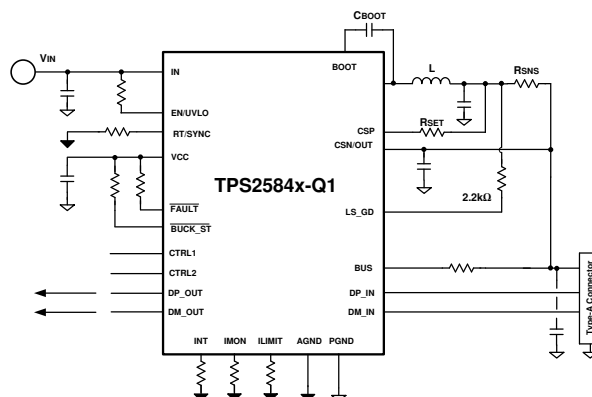 CBOOT
VIN
IN
BOOT
L
RSNS
EN/UVLO
RT/SYNC
CSP
RSET
CSN/OUT
VCC
TPS2584x-Q1
2.2kΩ
FAULT
LS_GD
BUCK_ST
CTRL1
CTRL2
BUS
DP_OUT
DP_IN
DM_OUT
DM_IN
Type-A Connector
INT
IMON
ILIMIT
AGND
PGND